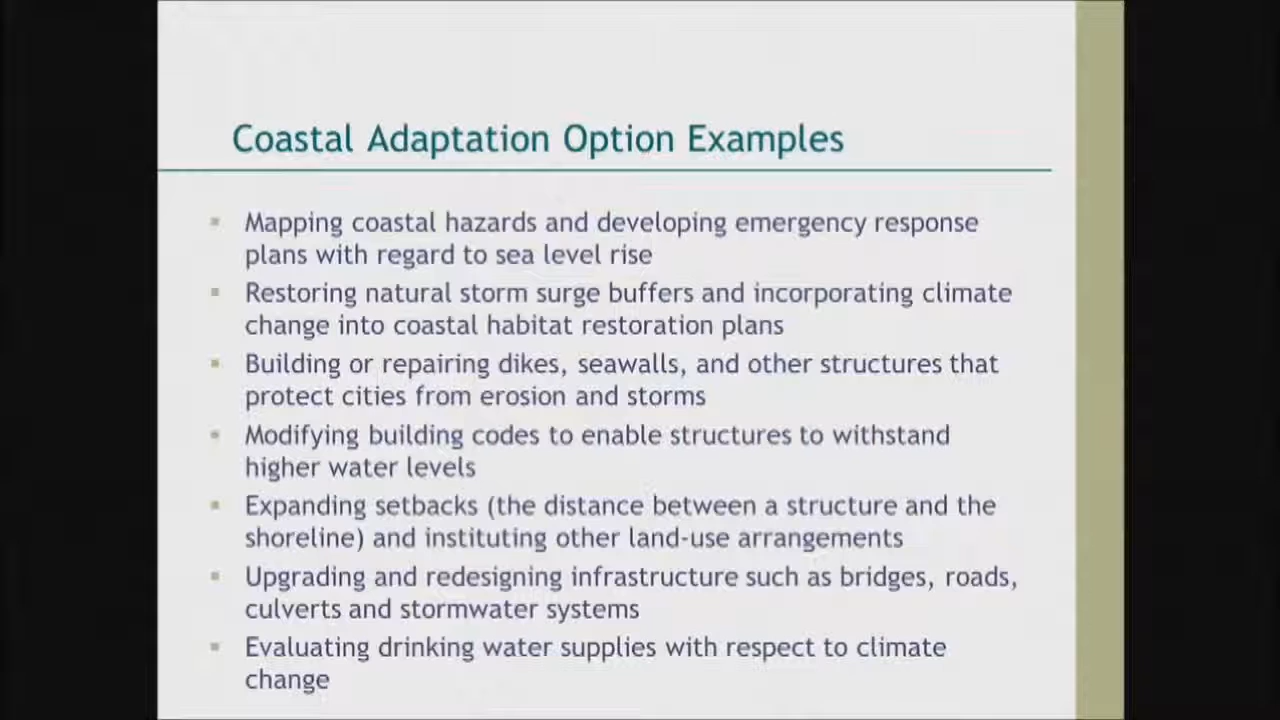 Coastal Adaptation Option Examples
Mapping coastal hazards and developing emergency response
plans with regard to sea level rise
Restoring natural storm surge buffers and incorporating climate
change into coastal habitat restoration plans
Building or repairing dikes, seawalls, and other structures that
protect cities from erosion and storms
Modifying building codes to enable structures to withstand
higher water levels
Expanding setbacks (the distance between a structure and the
shoreline) and instituting other land-use arrangements
Upgrading and redesigning infrastructure such as bridges, roads,
culverts and stormwater systems
Evaluating drinking water supplies with respect to climate
change